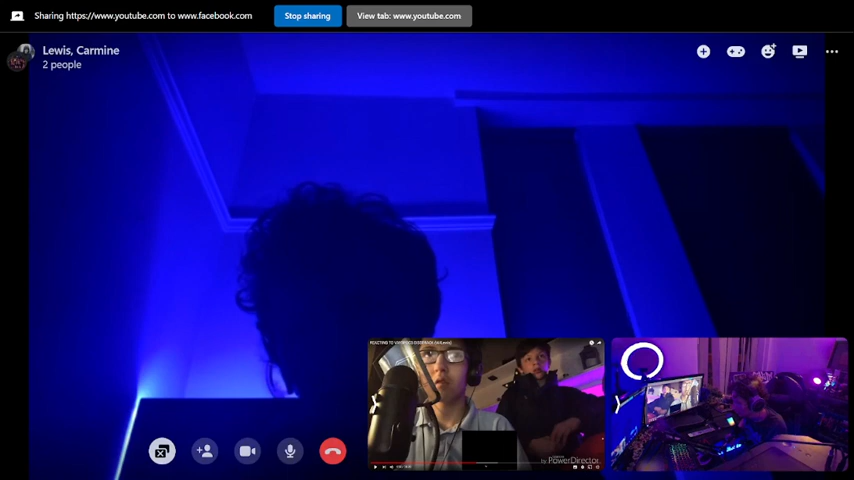 Sharing https://www.youtube.com to www.facebook.com
Stop sharing
View tab: www.youtube.com
Lewis, Carmine
2 people
by PowerDirector